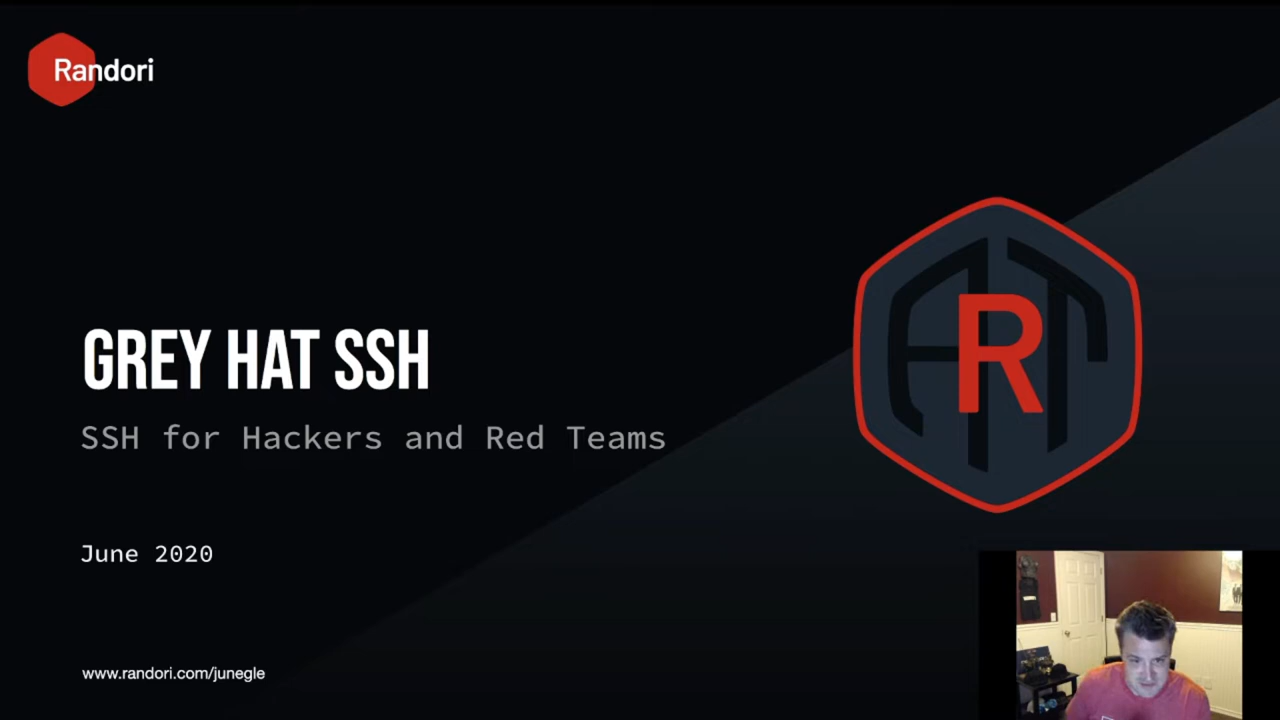 Randori
GREY HAT SSH
SSH for Hackers and Red Teams
June 2020
www.randori.com/junegle
R